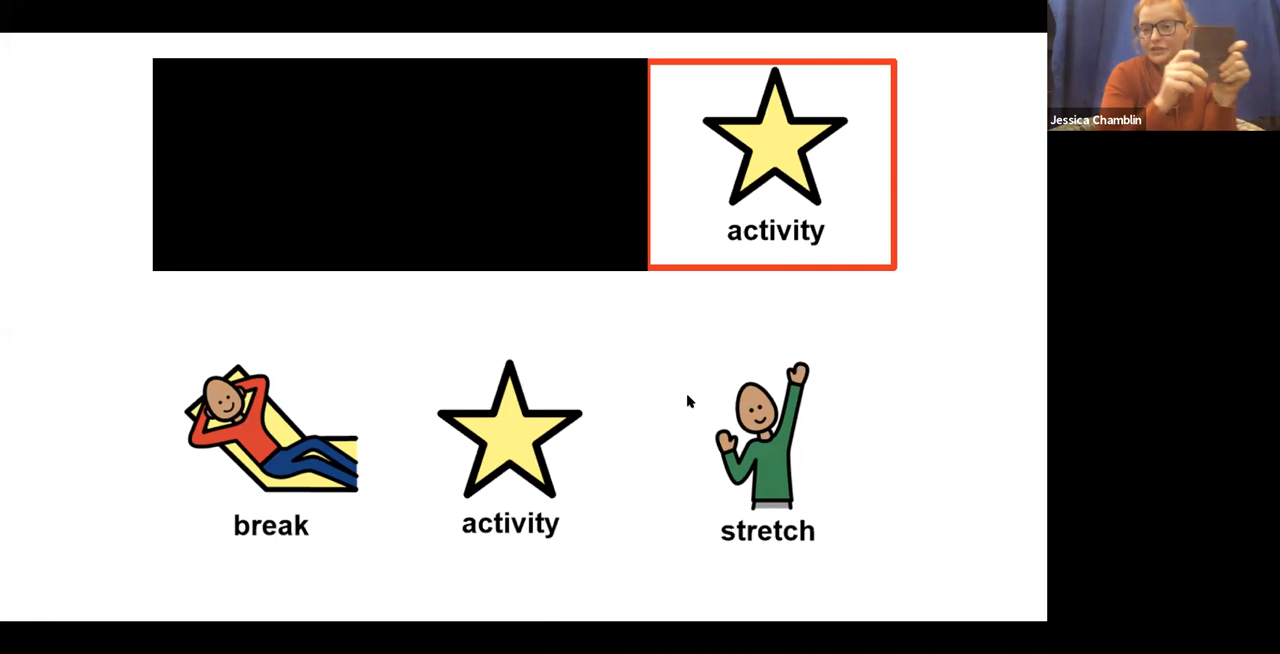 Jessica Chamblin
activity
break
activity
stretch